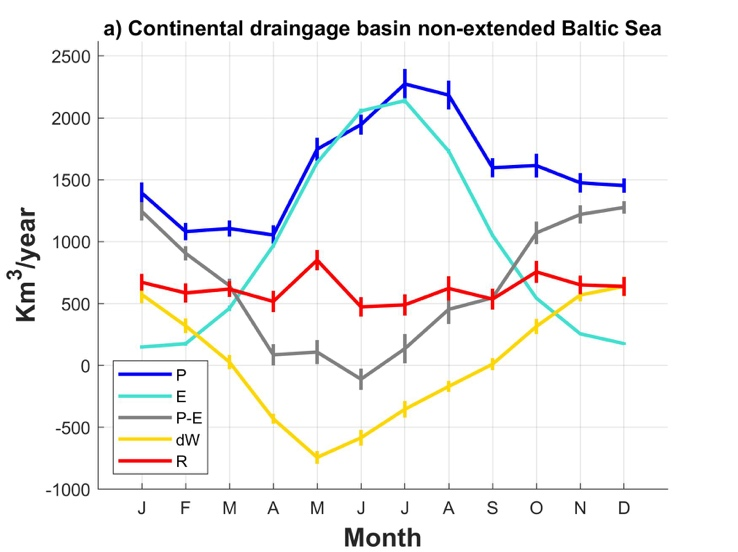 a) Continental draingage basin non-extended Baltic Sea
Km³/year
2500
2000
1500
1000
500
0
-500
-1000
P
E
P-E
dW
R
J F M A M J J A S O N D
Month